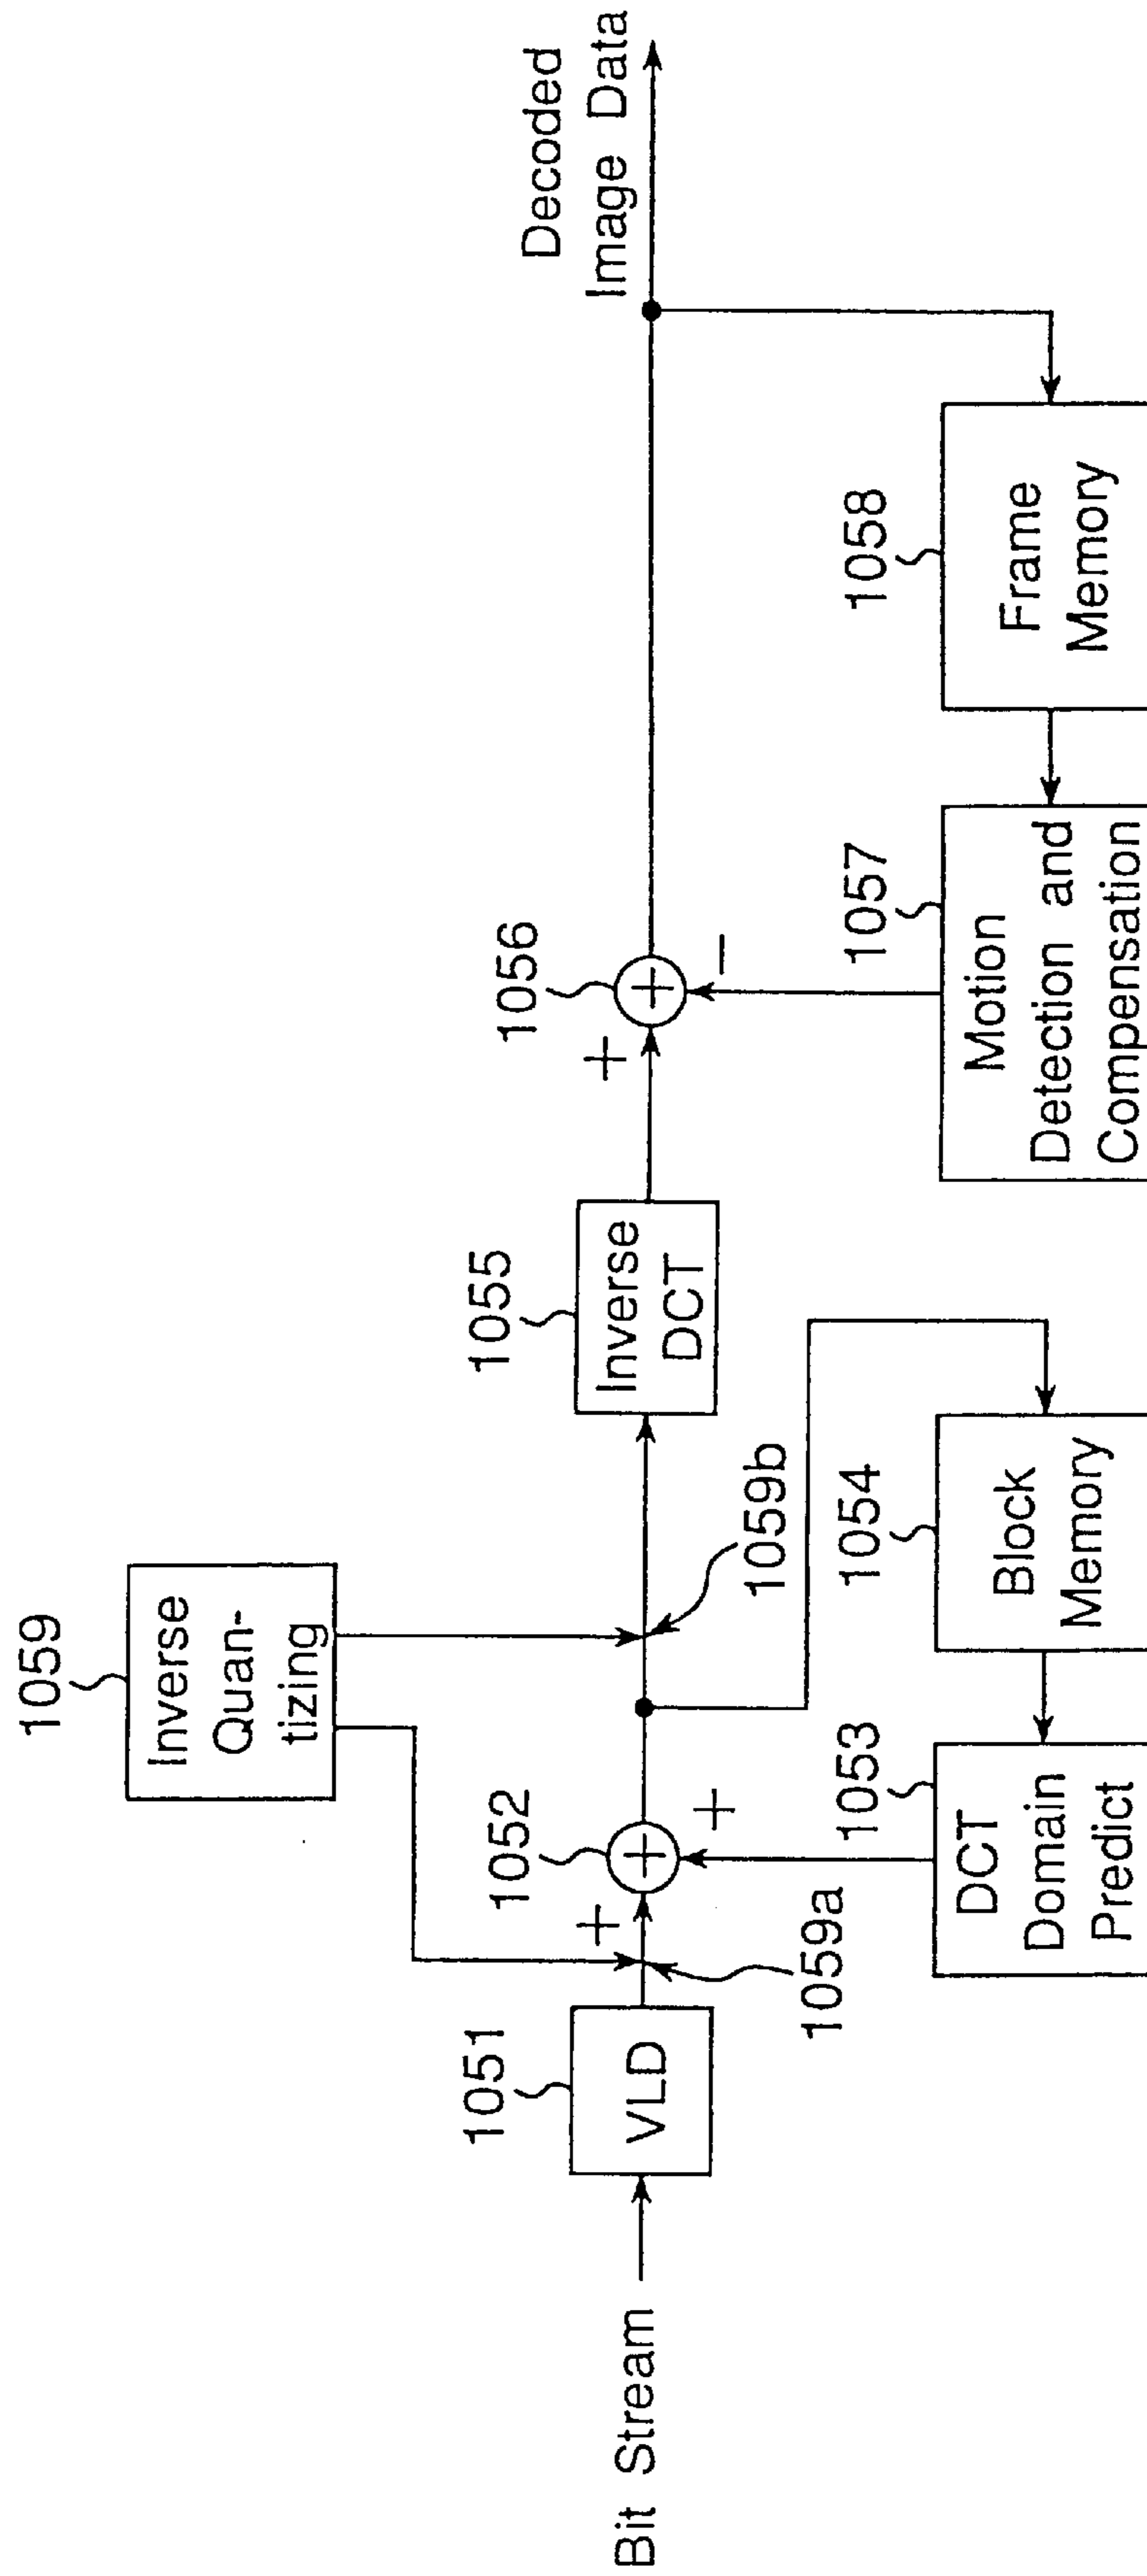 1059
Inverse
Quan-
tizing
Decoded
Image Data
1051
VLD
1052
+
+
+
1059a
1059b
1055
Inverse
DCT
1056
+
+
−
Bit Stream
1053
DCT
Domain
Predict
1054
Block
Memory
1057
Motion
Detection and
Compensation
1058
Frame
Memory